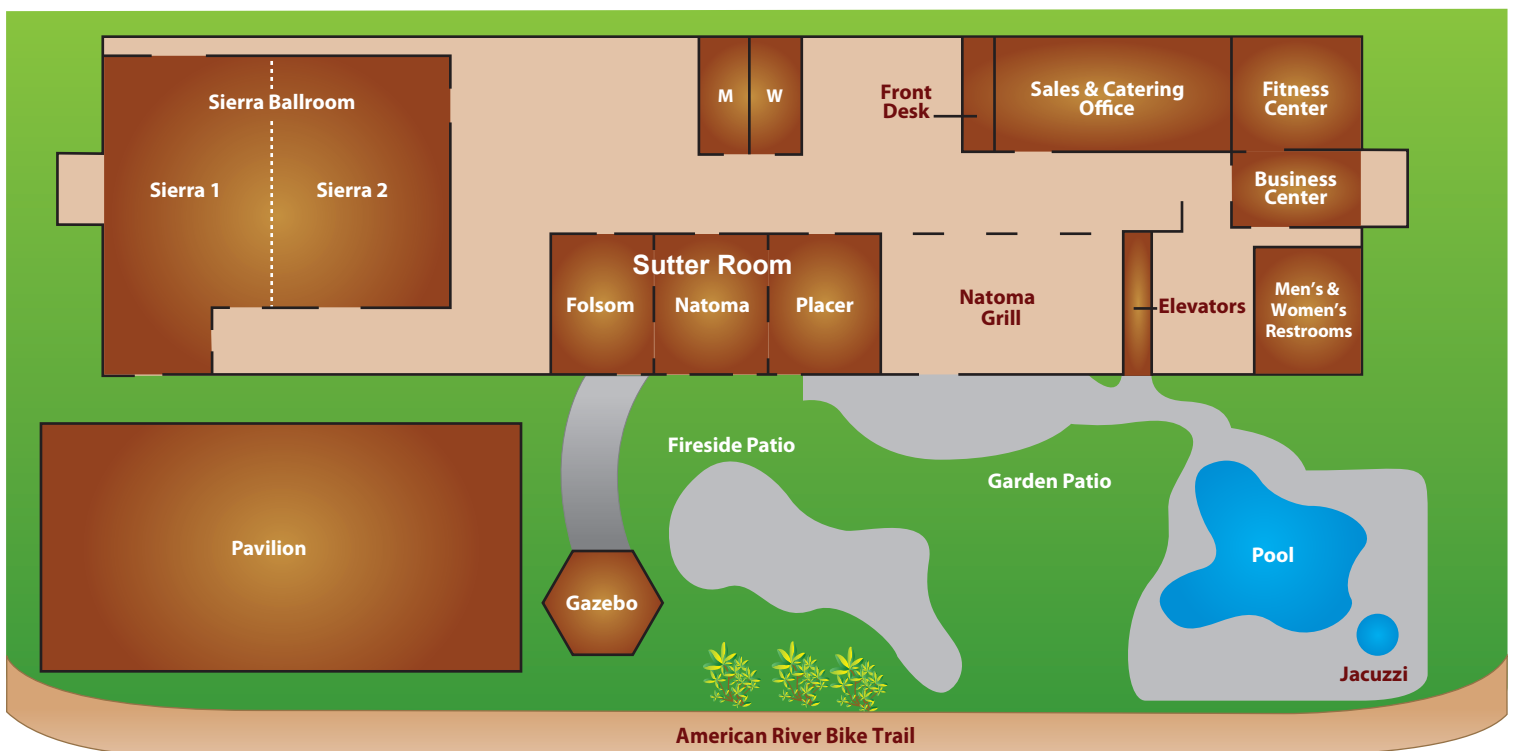 Sierra Ballroom
Sierra 1
Sierra 2
M
W
Front
Desk
Sales & Catering
Office
Fitness
Center
Business
Center
Sutter Room
Folsom
Natoma
Placer
Natoma
Grill
Elevators
Men's &
Women's
Restrooms
Fireside Patio
Garden Patio
Pavilion
Gazebo
Pool
Jacuzzi
American River Bike Trail